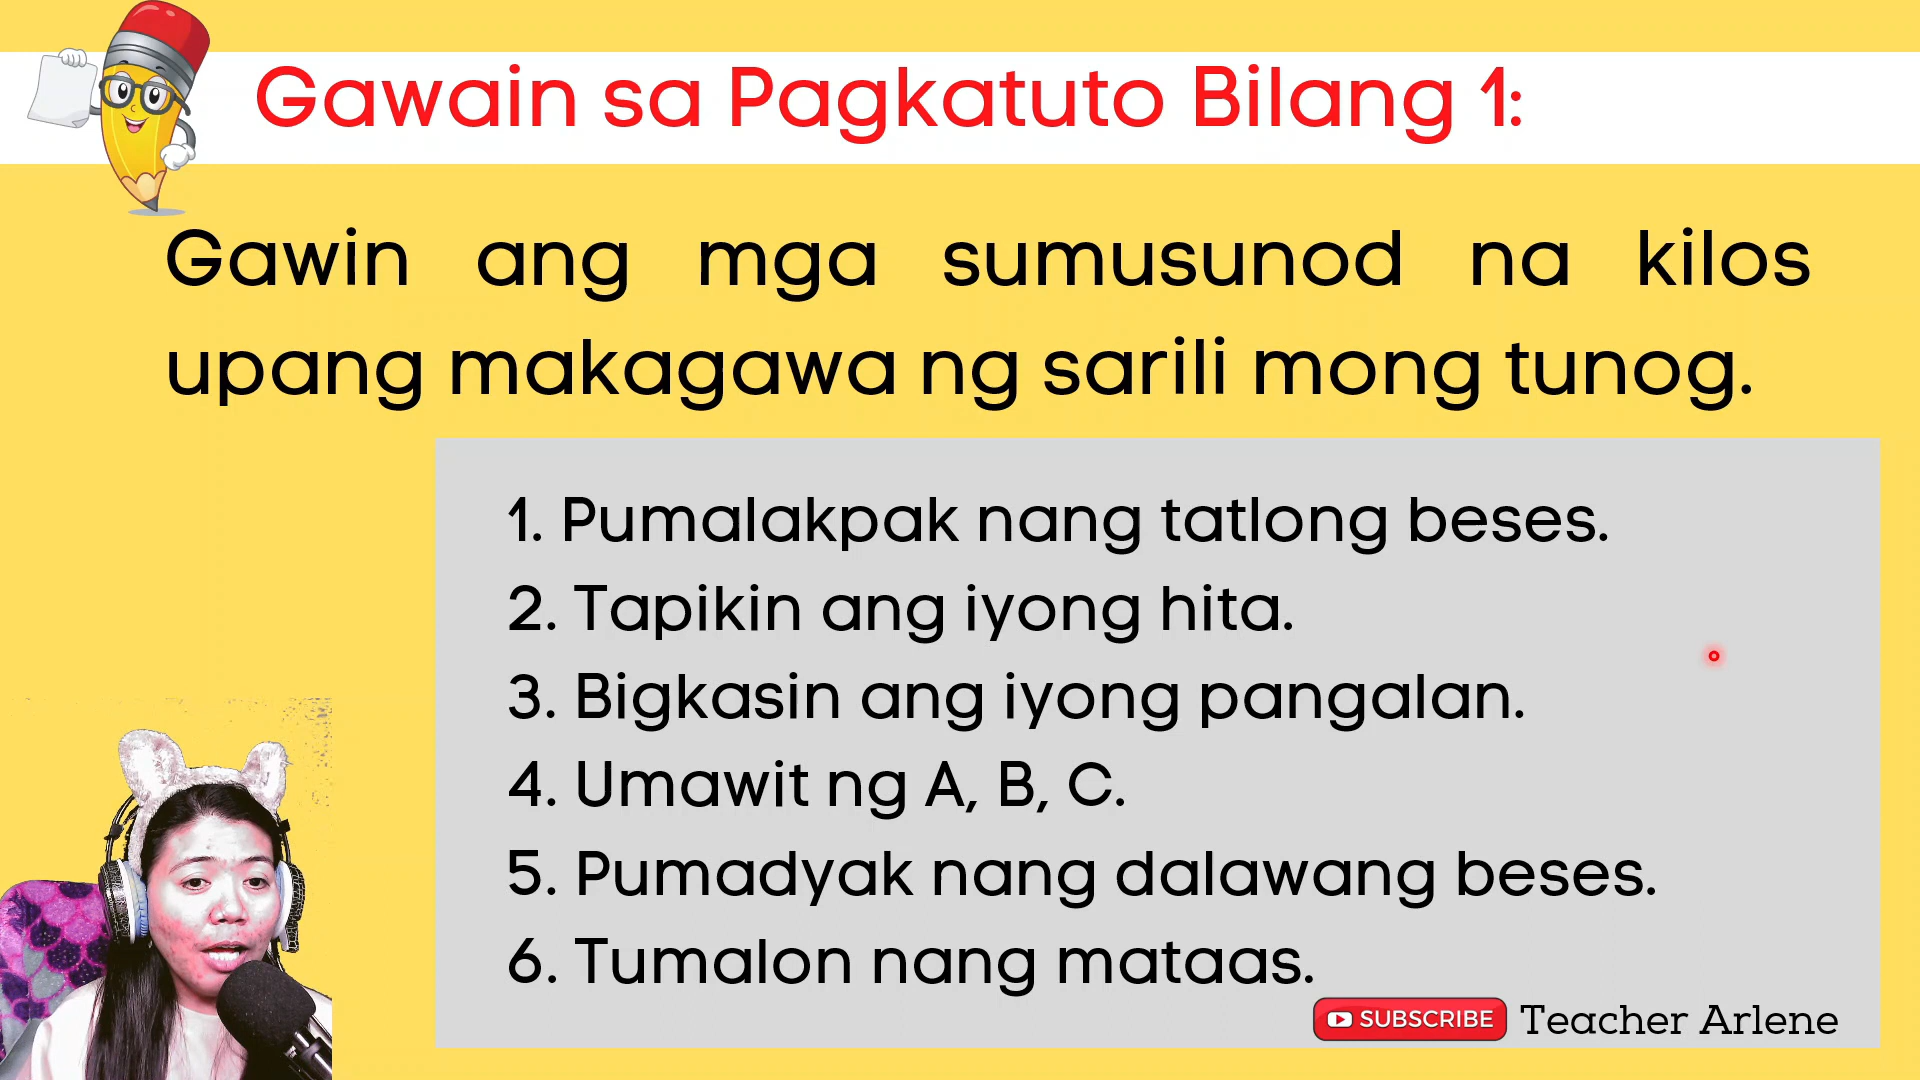 Gawain sa Pagkatuto Bilang 1:
Gawin ang mga sumusunod na kilos
upang makagawa ng sarili mong tunog.
1. Pumalakpak nang tatlong beses.
2. Tapikin ang iyong hita.
3. Bigkasin ang iyong pangalan.
4. Umawit ng A, B, C.
5. Pumadyak nang dalawang beses.
6. Tumalon nang mataas.
SUBSCRIBE Teacher Arlene